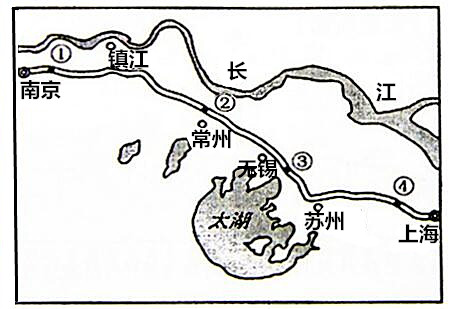 ①
镇江
南京
长
江
②
常州
无锡
③
太湖
苏州
④
上海